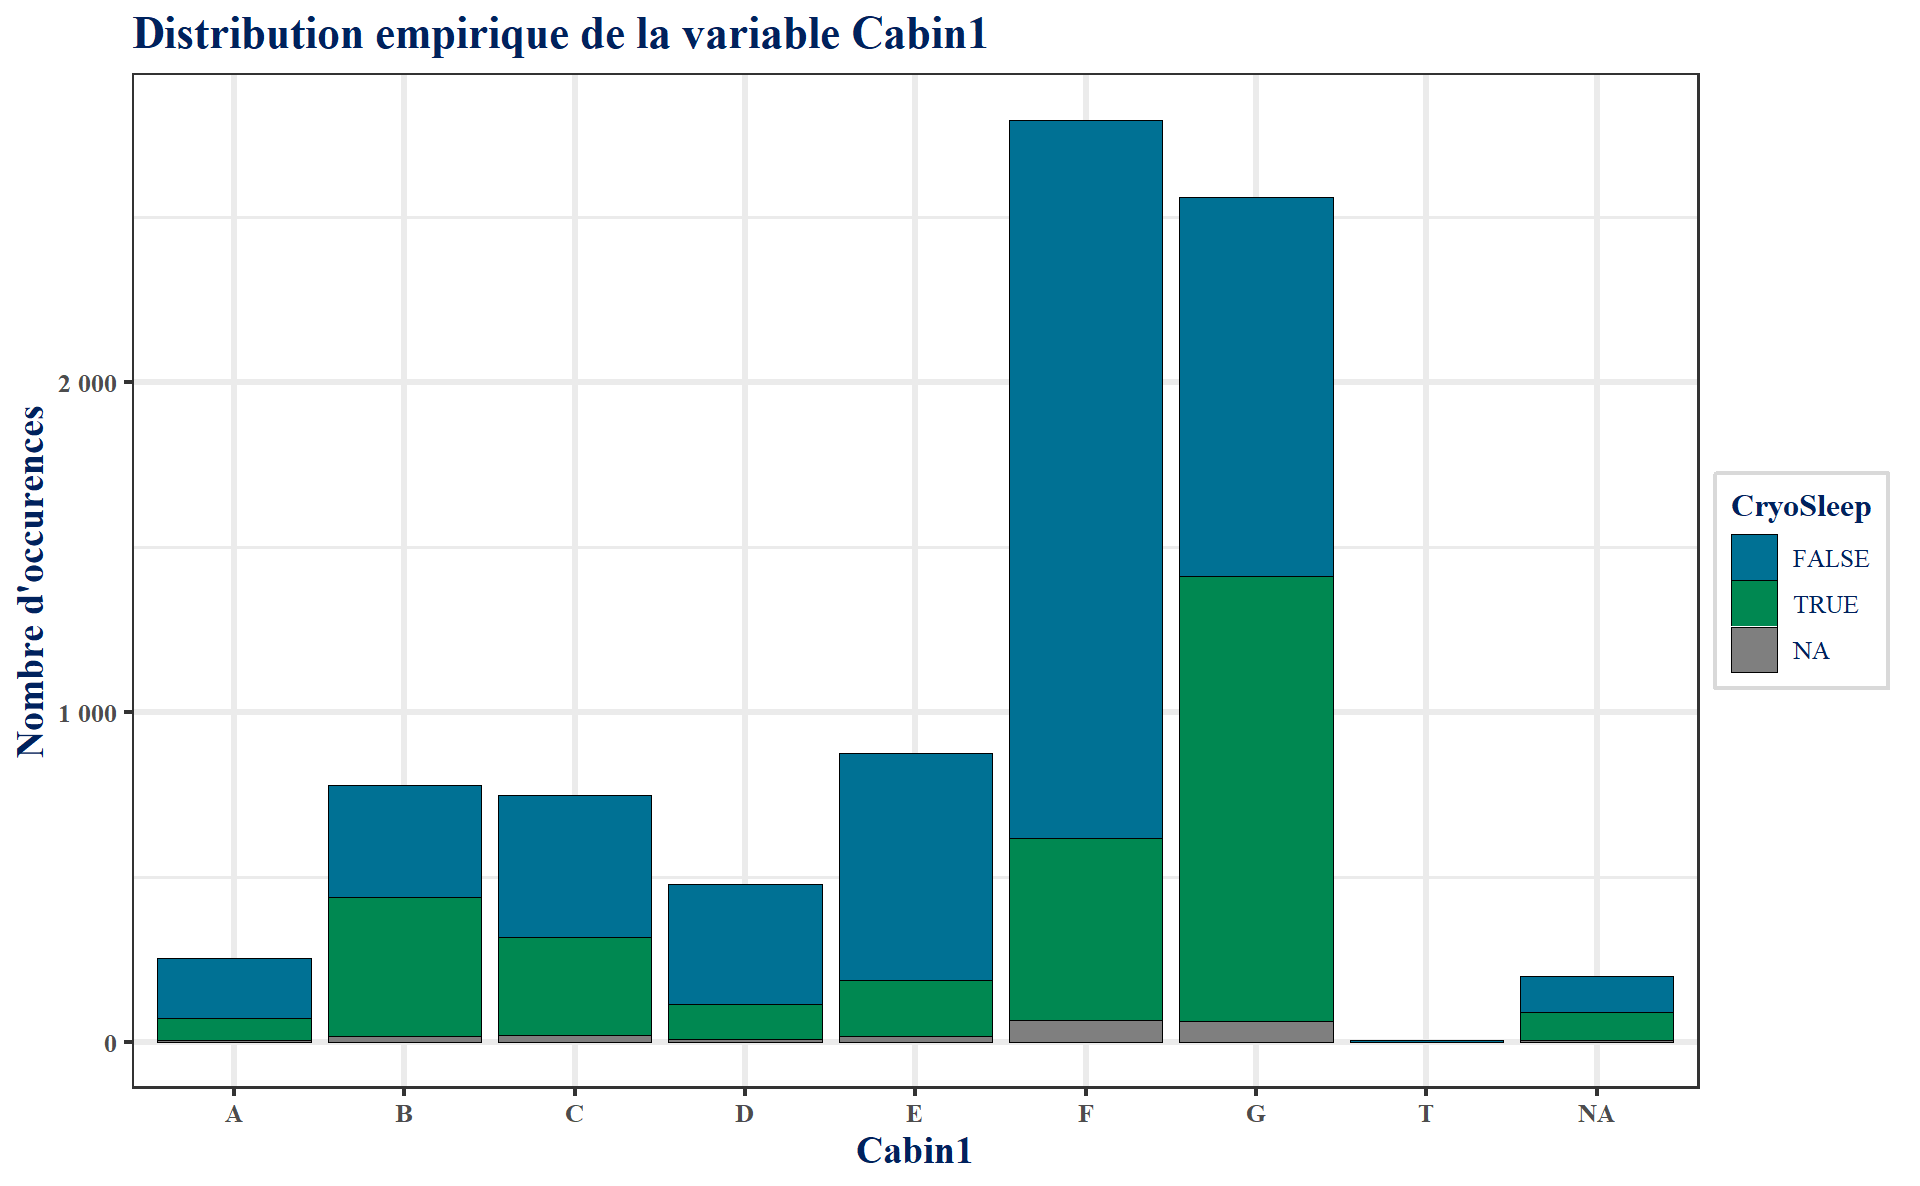 Distribution empirique de la variable Cabin1
Nombre d'occurences
2 000
1 000
0
A B C D E F G T NA
Cabin1
CryoSleep
FALSE
TRUE
NA